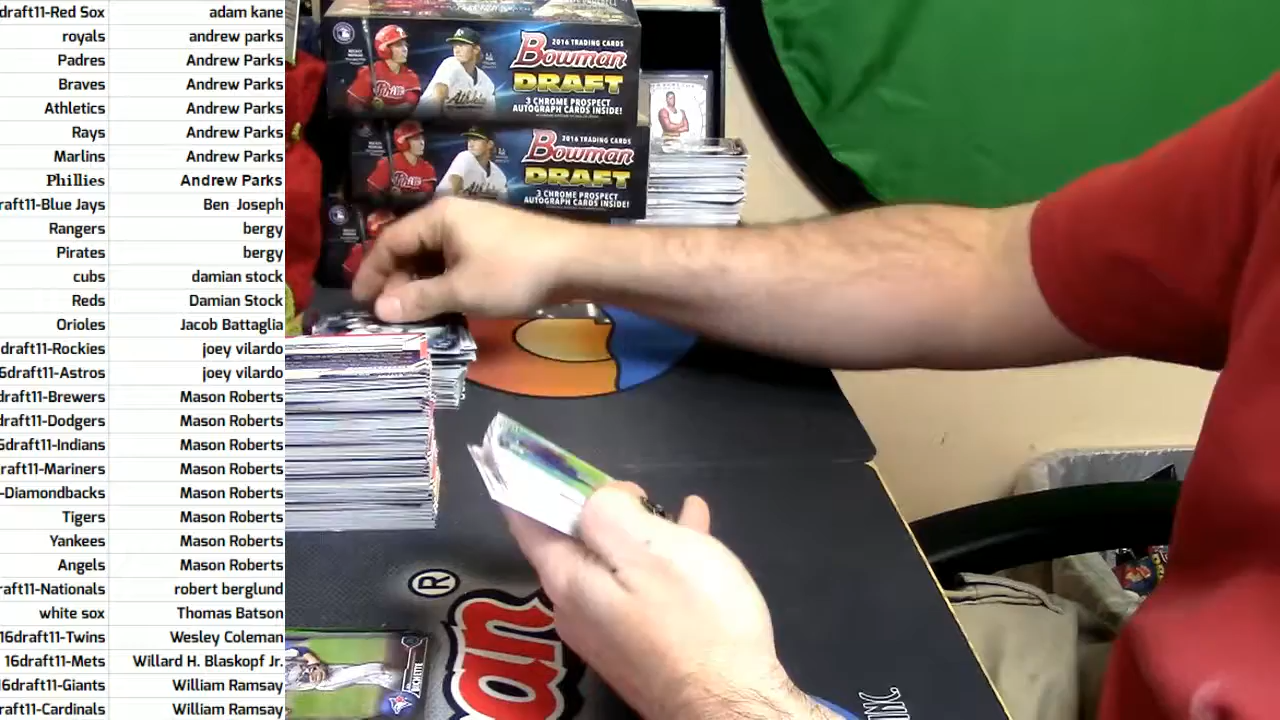 draft11-Red Sox adam kane
royals andrew parks
Padres Andrew Parks
Braves Andrew Parks
Athletics Andrew Parks
Rays Andrew Parks
Marlins Andrew Parks
Phillies Andrew Parks
raft11-Blue Jays Ben Joseph
Rangers bergy
Pirates bergy
cubs damian stock
Reds Damian Stock
Orioles Jacob Battaglia
draft11-Rockies joey vilardo
6draft11-Astros joey vilardo
draft11-Brewers Mason Roberts
draft11-Dodgers Mason Roberts
6draft11-Indians Mason Roberts
raft11-Mariners Mason Roberts
-Diamondbacks Mason Roberts
Tigers Mason Roberts
Yankees Mason Roberts
Angels Mason Roberts
raft11-Nationals robert berglund
white sox Thomas Batson
16draft11-Twins Wesley Coleman
16draft11-Mets Willard H. Blaskopf Jr.
16draft11-Giants William Ramsay
raft11-Cardinals William Ramsay
2016 TRADING CARDS
Bowman
DRAFT
3 CHROME PROSPECT
AUTOGRAPH CARDS INSIDE!
2016 TRADING CARDS
Bowman
DRAFT
3 CHROME PROSPECT
AUTOGRAPH CARDS INSIDE!
®
an
BICHETTE
INC